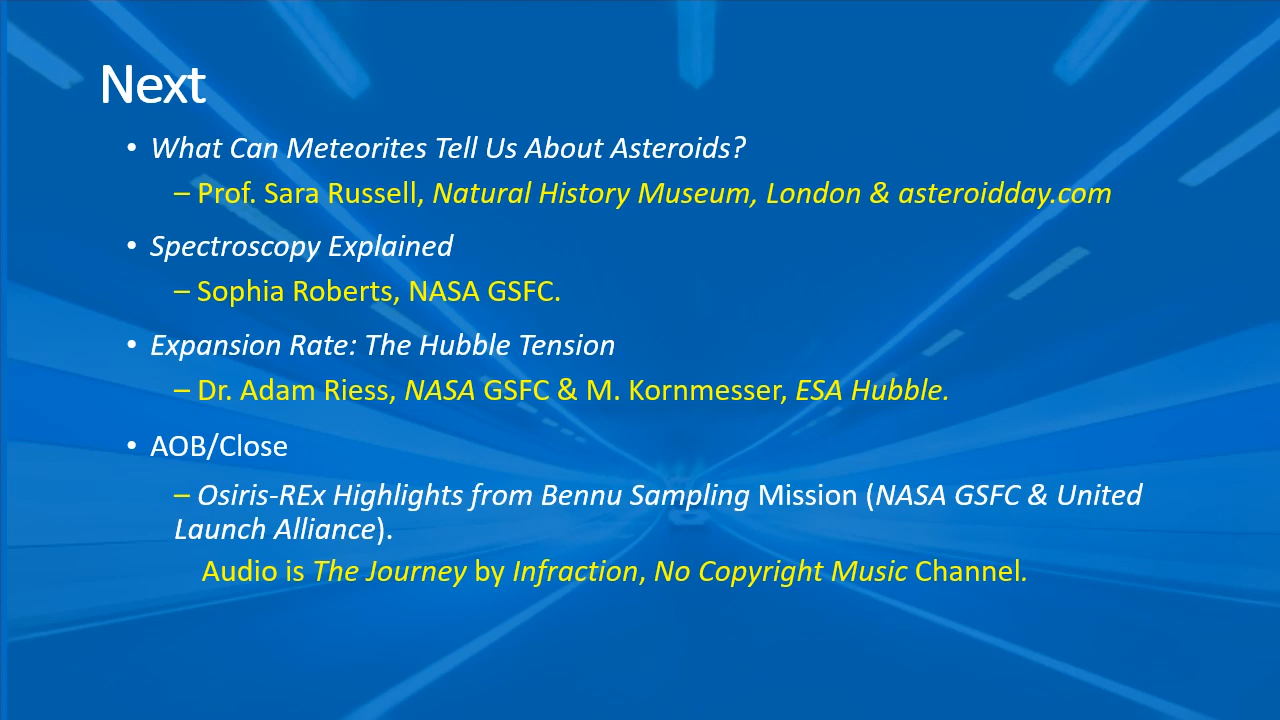 Next
• What Can Meteorites Tell Us About Asteroids?
– Prof. Sara Russell, Natural History Museum, London & asteroidday.com
• Spectroscopy Explained
– Sophia Roberts, NASA GSFC.
• Expansion Rate: The Hubble Tension
– Dr. Adam Riess, NASA GSFC & M. Kornmesser, ESA Hubble.
• AOB/Close
– Osiris-REx Highlights from Bennu Sampling Mission (NASA GSFC & United
Launch Alliance).
Audio is The Journey by Infraction, No Copyright Music Channel.